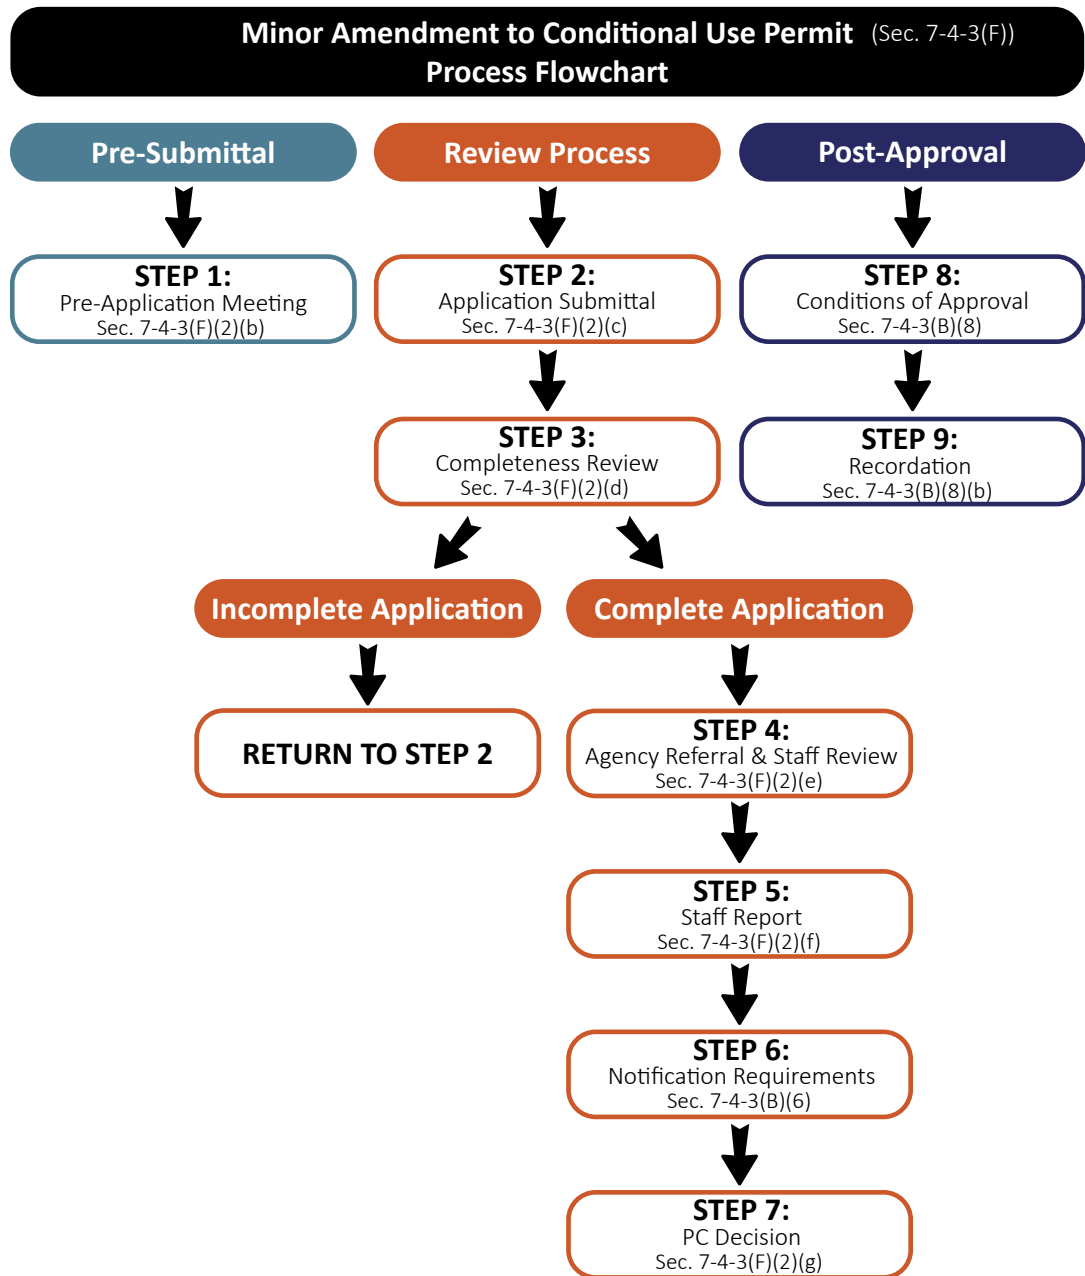 Minor Amendment to Conditional Use Permit (Sec. 7-4-3(F))
Process Flowchart
Pre-Submittal
Review Process
Post-Approval
STEP 1:
Pre-Application Meeting
Sec. 7-4-3(F)(2)(b)
STEP 2:
Application Submittal
Sec. 7-4-3(F)(2)(c)
STEP 8:
Conditions of Approval
Sec. 7-4-3(B)(8)
STEP 3:
Completeness Review
Sec. 7-4-3(F)(2)(d)
STEP 9:
Recordation
Sec. 7-4-3(B)(8)(b)
Incomplete Application
Complete Application
RETURN TO STEP 2
STEP 4:
Agency Referral & Staff Review
Sec. 7-4-3(F)(2)(e)
STEP 5:
Staff Report
Sec. 7-4-3(F)(2)(f)
STEP 6:
Notification Requirements
Sec. 7-4-3(B)(6)
STEP 7:
PC Decision
Sec. 7-4-3(F)(2)(g)